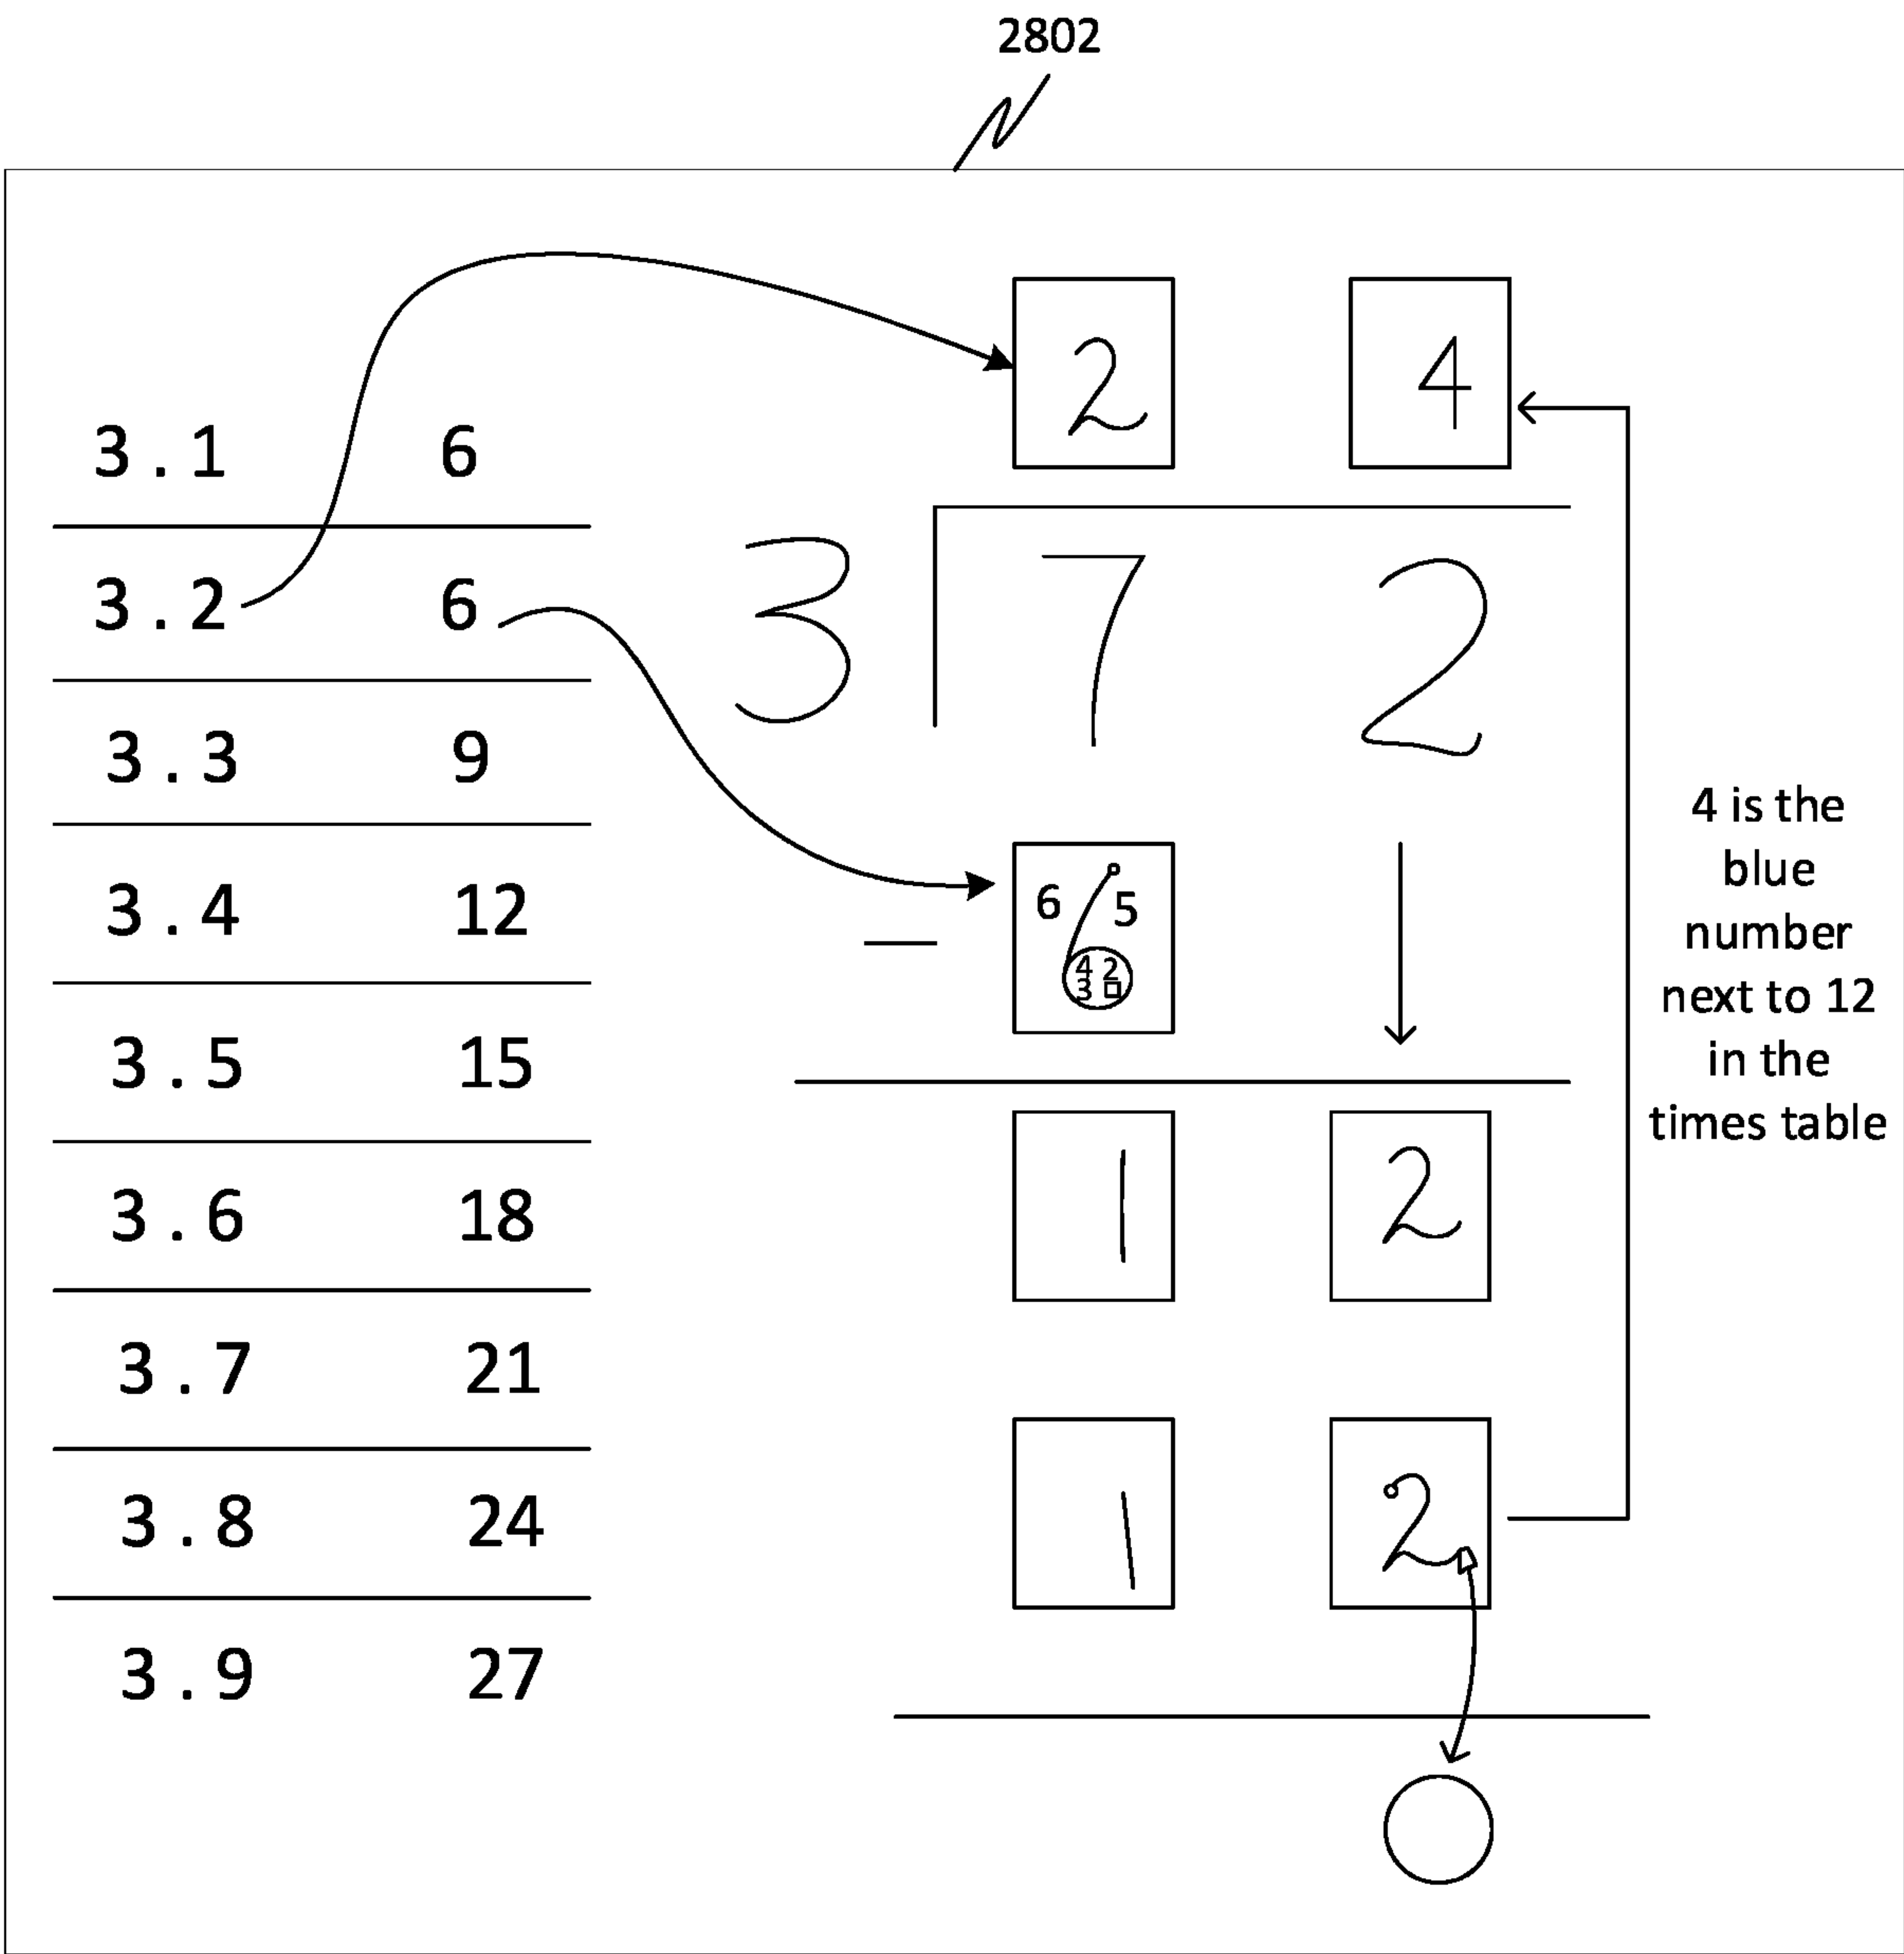 2802
2 4
3 . 1 6
3 . 2 6
3 7 2
3 . 3 9
3 . 4 12
6 5
4 2
3
3 . 5 15
3 . 6 18
1 2
3 . 7 21
3 . 8 24
1 2
3 . 9 27
4 is the
blue
number
next to 12
in the
times table